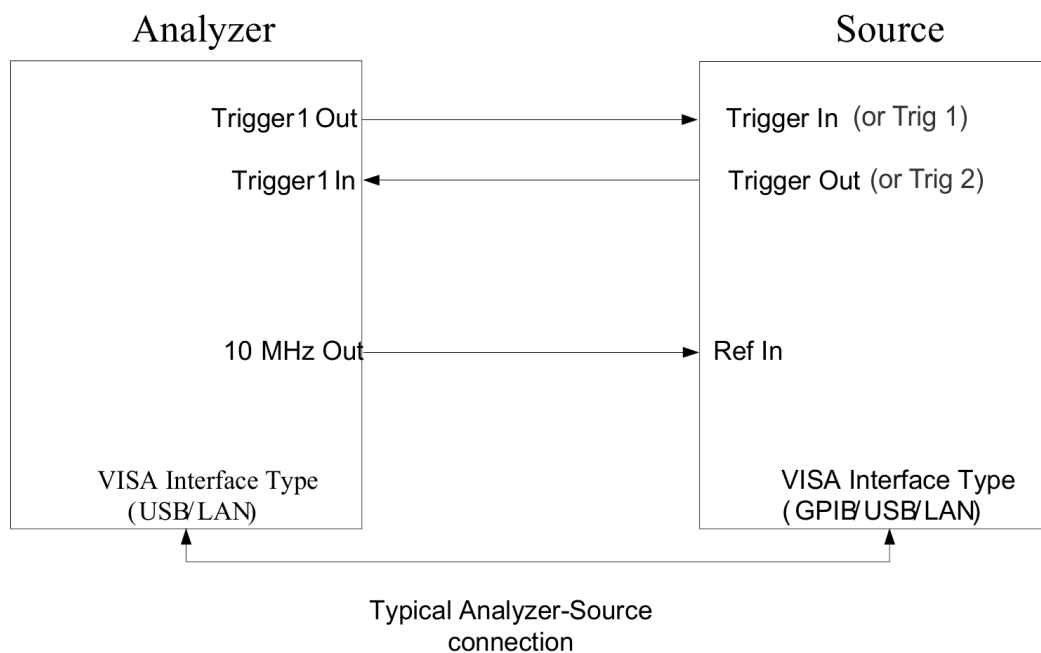 Analyzer
Source
Trigger1 Out
Trigger In (or Trig 1)
Trigger1 In
Trigger Out (or Trig 2)
10 MHz Out
Ref In
VISA Interface Type
(USB/LAN)
VISA Interface Type
(GPIB/USB/LAN)
Typical Analyzer-Source
connection